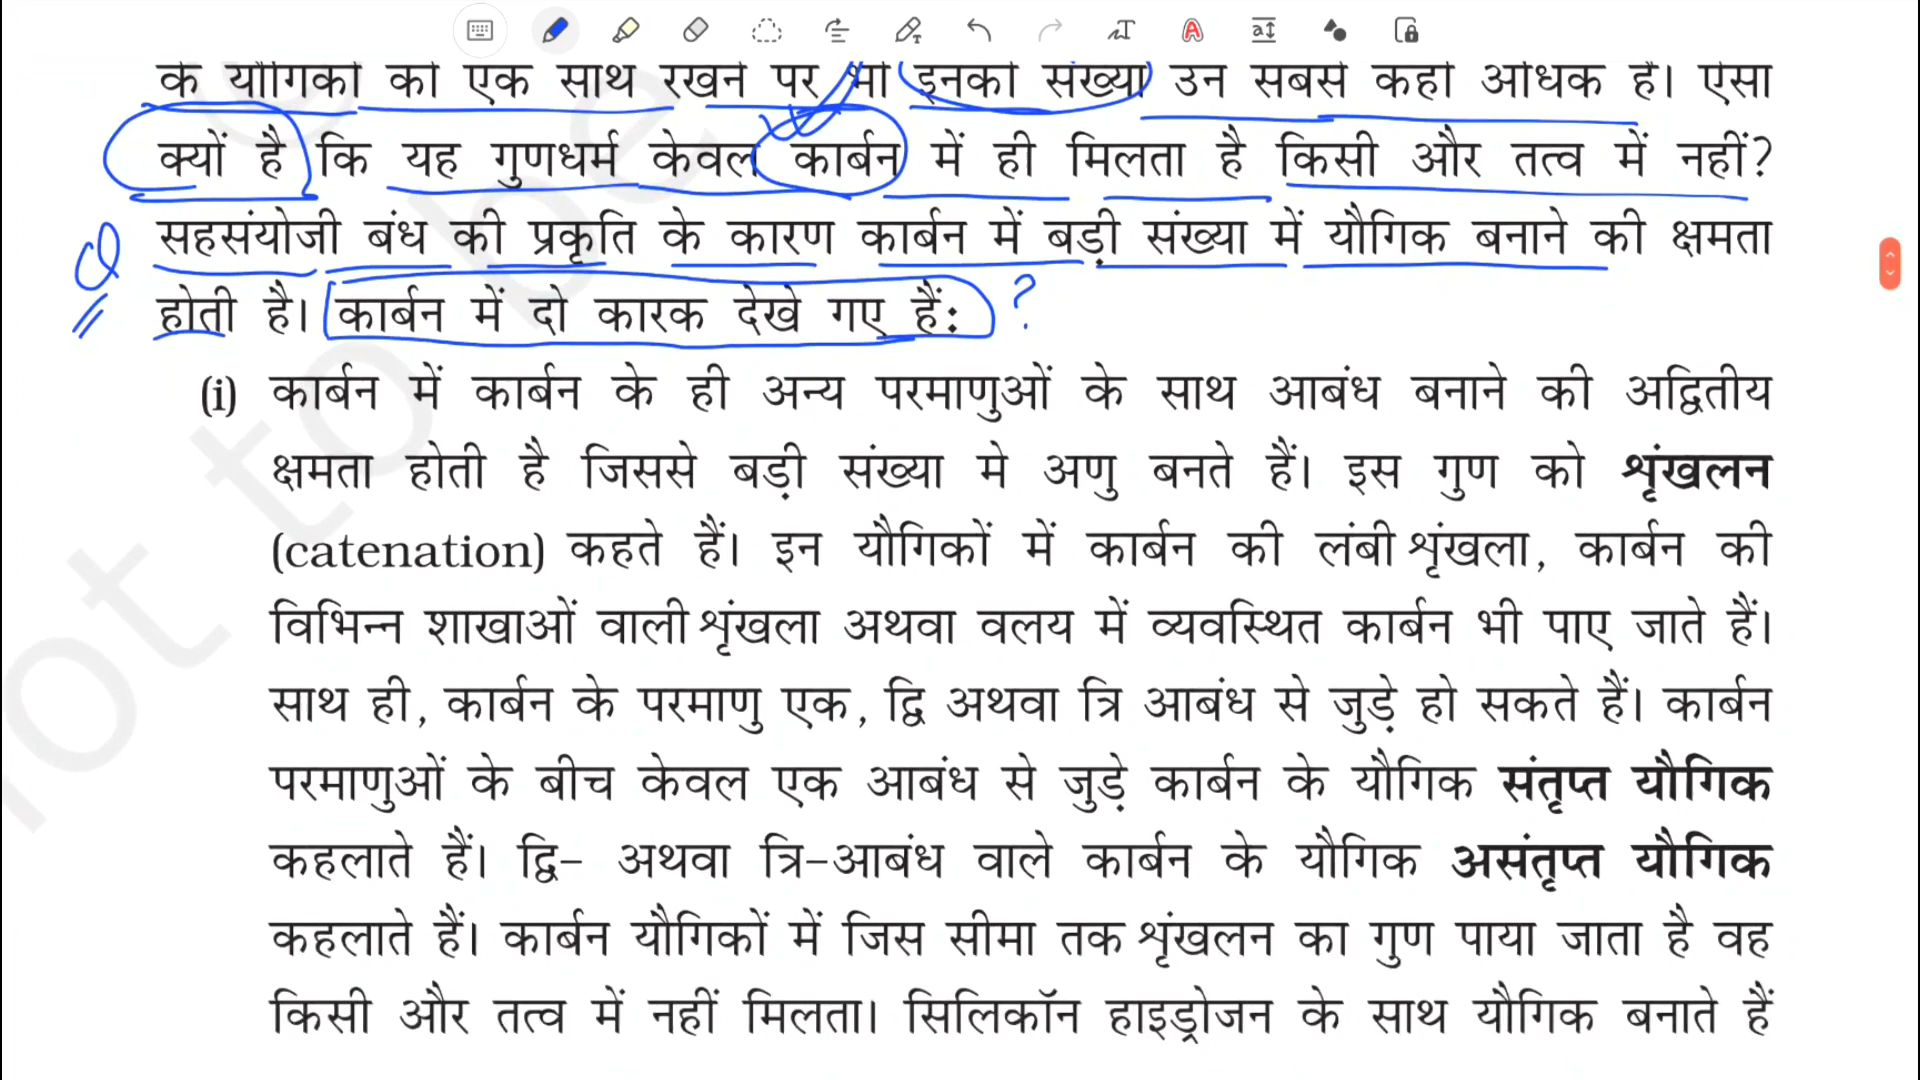 के यौगिकों को एक साथ रखने पर भी इनकी संख्या उन सबसे कहीं अधिक है। ऐसा
क्यों है कि यह गुणधर्म केवल कार्बन में ही मिलता है किसी और तत्व में नहीं?
सहसंयोजी बंध की प्रकृति के कारण कार्बन में बड़ी संख्या में यौगिक बनाने की क्षमता
होती है। कार्बन में दो कारक देखे गए हैं: ?
(i) कार्बन में कार्बन के ही अन्य परमाणुओं के साथ आबंध बनाने की अद्वितीय
क्षमता होती है जिससे बड़ी संख्या मे अणु बनते हैं। इस गुण को शृंखलन
(catenation) कहते हैं। इन यौगिकों में कार्बन की लंबी शृंखला, कार्बन की
विभिन्न शाखाओं वाली शृंखला अथवा वलय में व्यवस्थित कार्बन भी पाए जाते हैं।
साथ ही, कार्बन के परमाणु एक, द्वि अथवा त्रि आबंध से जुड़े हो सकते हैं। कार्बन
परमाणुओं के बीच केवल एक आबंध से जुड़े कार्बन के यौगिक संतृप्त यौगिक
कहलाते हैं। द्वि– अथवा त्रि–आबंध वाले कार्बन के यौगिक असंतृप्त यौगिक
कहलाते हैं। कार्बन यौगिकों में जिस सीमा तक शृंखलन का गुण पाया जाता है वह
किसी और तत्व में नहीं मिलता। सिलिकॉन हाइड्रोजन के साथ यौगिक बनाते हैं
not to be